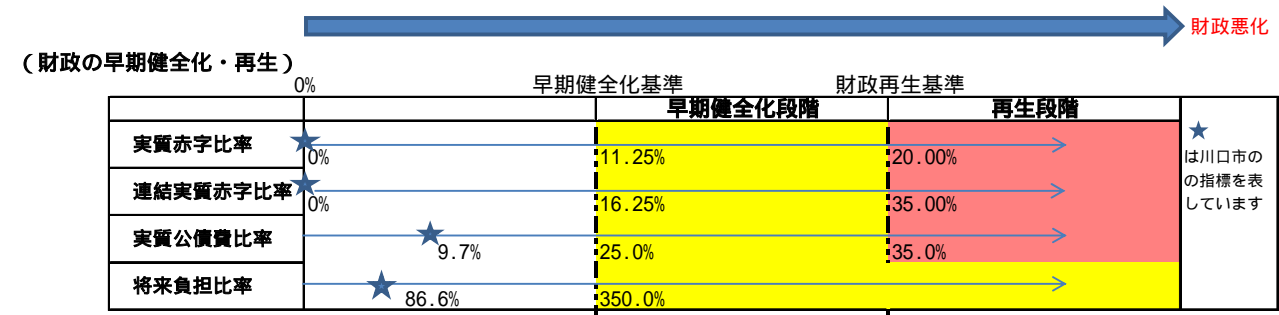 財政悪化
(財政の早期健全化・再生)
0% 早期健全化基準 財政再生基準
早期健全化段階 再生段階
実質赤字比率 0% 11.25% 20.00%
連結実質赤字比率 0% 16.25% 35.00%
実質公債費比率 9.7% 25.0% 35.0%
将来負担比率 86.6% 350.0%
★
は川口市の
の指標を表
しています